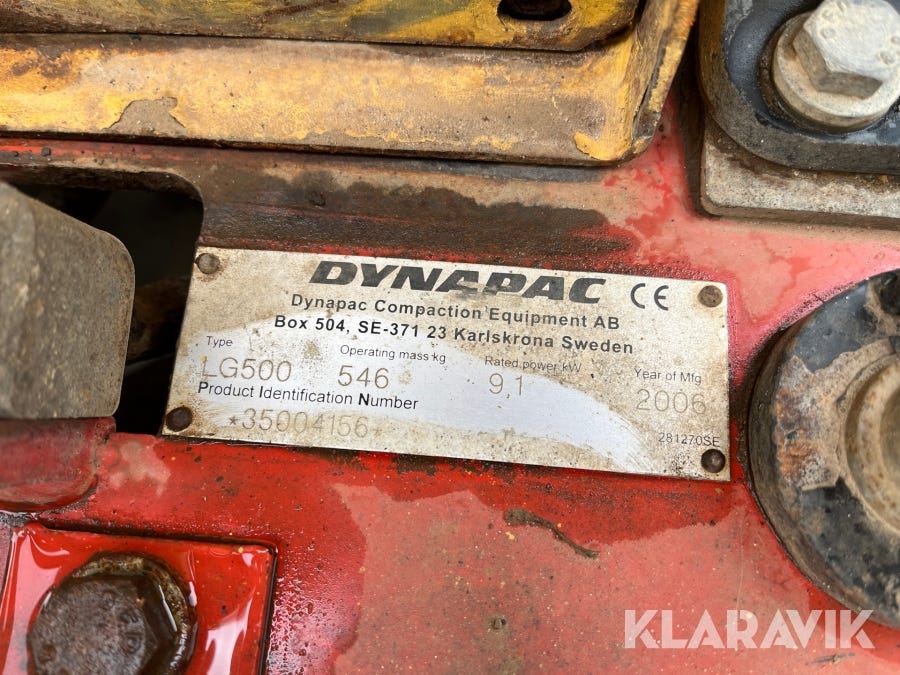 DYNAPAC CE
Dynapac Compaction Equipment AB
Box 504, SE-371 23 Karlskrona Sweden
Type Operating mass kg Rated power kW Year of Mfg
LG500 546 9,1 2006
Product Identification Number
*35004156*
281270SE
KLARAVIK